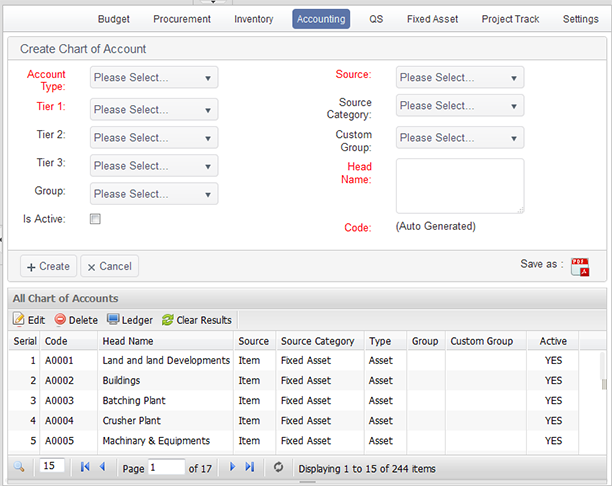 Budget Procurement Inventory Accounting QS Fixed Asset Project Track Settings
Create Chart of Account
Account Type: Please Select... Source: Please Select...
Tier 1: Please Select... Source Category: Please Select...
Tier 2: Please Select... Custom Group: Please Select...
Tier 3: Please Select... Head Name:
Group: Please Select...
Is Active: Code: (Auto Generated)
+ Create × Cancel Save as : PDF
All Chart of Accounts
Edit Delete Ledger Clear Results
Serial Code Head Name Source Source Category Type Group Custom Group Active
1 A0001 Land and land Developments Item Fixed Asset Asset YES
2 A0002 Buildings Item Fixed Asset Asset YES
3 A0003 Batching Plant Item Fixed Asset Asset YES
4 A0004 Crusher Plant Item Fixed Asset Asset YES
5 A0005 Machinary & Equipments Item Fixed Asset Asset YES
15 Page 1 of 17 Displaying 1 to 15 of 244 items